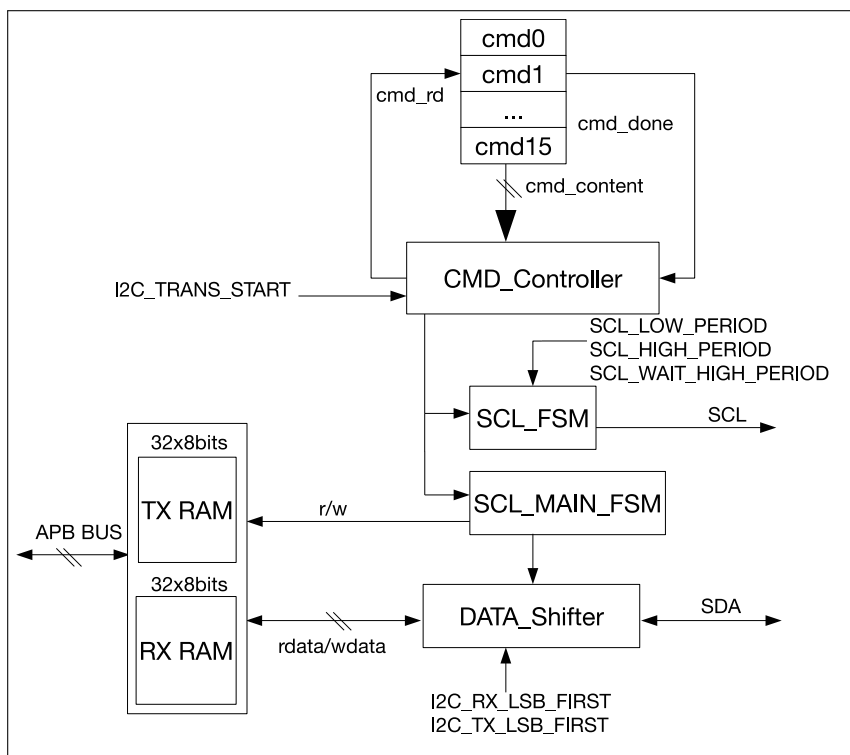 cmd0
cmd1
...
cmd15
cmd_rd
cmd_done
cmd_content
CMD_Controller
I2C_TRANS_START
SCL_LOW_PERIOD
SCL_HIGH_PERIOD
SCL_WAIT_HIGH_PERIOD
SCL_FSM
SCL
32x8bits
TX RAM
r/w
SCL_MAIN_FSM
APB BUS
32x8bits
RX RAM
rdata/wdata
DATA_Shifter
SDA
I2C_RX_LSB_FIRST
I2C_TX_LSB_FIRST